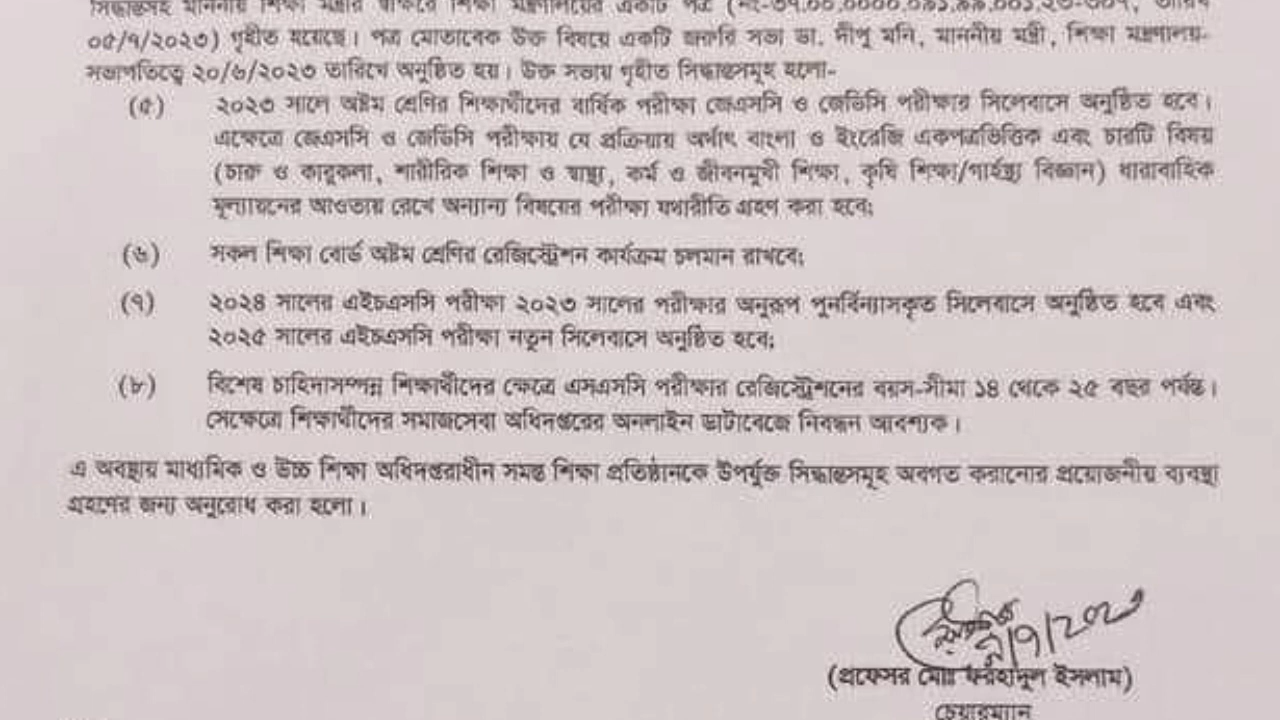 সিদ্ধান্তসহ মাননীয় শিক্ষা মন্ত্রীর স্বাক্ষরে শিক্ষা মন্ত্রণালয়ের একটি পত্র
০৫/৭/২০২৩) গৃহীত হয়েছে। পত্র মোতাবেক উক্ত বিষয়ে একটি জরুরি সভা ডা. দীপু মনি, মাননীয় মন্ত্রী, শিক্ষা মন্ত্রণালয়-
সভাপতিত্বে ২০/৬/২০২৩ তারিখে অনুষ্ঠিত হয়। উক্ত সভায় গৃহীত সিদ্ধান্তসমূহ হলো-
(৫) ২০২৩ সালে অষ্টম শ্রেণির শিক্ষার্থীদের বার্ষিক পরীক্ষা জেএসসি ও জেডিসি পরীক্ষার সিলেবাসে অনুষ্ঠিত হবে।
এক্ষেত্রে জেএসসি ও জেডিসি পরীক্ষায় যে প্রক্রিয়ায় অর্থাৎ বাংলা ও ইংরেজি একপত্রভিত্তিক এবং চারটি বিষয়
(চারু ও কারুকলা, শারীরিক শিক্ষা ও স্বাস্থ্য, কর্ম ও জীবনমুখী শিক্ষা, কৃষি শিক্ষা/গার্হস্থ্য বিজ্ঞান) ধারাবাহিক
মূল্যায়নের আওতায় রেখে অন্যান্য বিষয়ের পরীক্ষা যথারীতি গ্রহণ করা হবে;
(৬) সকল শিক্ষা বোর্ড অষ্টম শ্রেণির রেজিস্ট্রেশন কার্যক্রম চলমান রাখবে;
(৭) ২০২৪ সালের এইচএসসি পরীক্ষা ২০২৩ সালের পরীক্ষার অনুরূপ পুনর্বিন্যাসকৃত সিলেবাসে অনুষ্ঠিত হবে এবং
২০২৫ সালের এইচএসসি পরীক্ষা নতুন সিলেবাসে অনুষ্ঠিত হবে;
(৮) বিশেষ চাহিদাসম্পন্ন শিক্ষার্থীদের ক্ষেত্রে এসএসসি পরীক্ষার রেজিস্ট্রেশনের বয়স-সীমা ১৪ থেকে ২৫ বছর পর্যন্ত।
সেক্ষেত্রে শিক্ষার্থীদের সমাজসেবা অধিদপ্তরের অনলাইন ডাটাবেজে নিবন্ধন আবশ্যক।
এ অবস্থায় মাধ্যমিক ও উচ্চ শিক্ষা অধিদপ্তরাধীন সমস্ত শিক্ষা প্রতিষ্ঠানকে উপর্যুক্ত সিদ্ধান্তসমূহ অবগত করানোর প্রয়োজনীয় ব্যবস্থা
গ্রহণের জন্য অনুরোধ করা হলো।
/৭/২০২৩
(প্রফেসর মোঃ ফরহাদুল ইসলাম)
চেয়ারম্যান